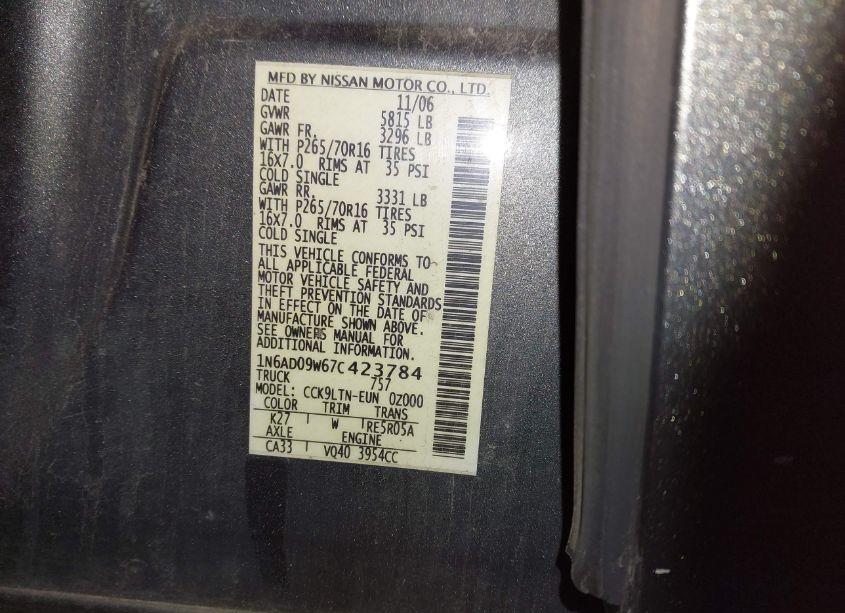 MFD BY NISSAN MOTOR CO., LTD.
DATE 11/06
GVWR 5815 LB
GAWR FR. 3296 LB
WITH P265/70R16 TIRES
16X7.0 RIMS AT 35 PSI
COLD SINGLE
GAWR RR. 3331 LB
WITH P265/70R16 TIRES
16X7.0 RIMS AT 35 PSI
COLD SINGLE
THIS VEHICLE CONFORMS TO
ALL APPLICABLE FEDERAL
MOTOR VEHICLE SAFETY AND
THEFT PREVENTION STANDARDS
IN EFFECT ON THE DATE OF
MANUFACTURE SHOWN ABOVE.
SEE OWNERS MANUAL FOR
ADDITIONAL INFORMATION.
1N6AD09W67C423784
TRUCK 757
MODEL: CCK9LTN-EUN 0Z000
COLOR TRIM TRANS
K27 W RE5R05A
AXLE ENGINE
CA33 VQ40 3954CC